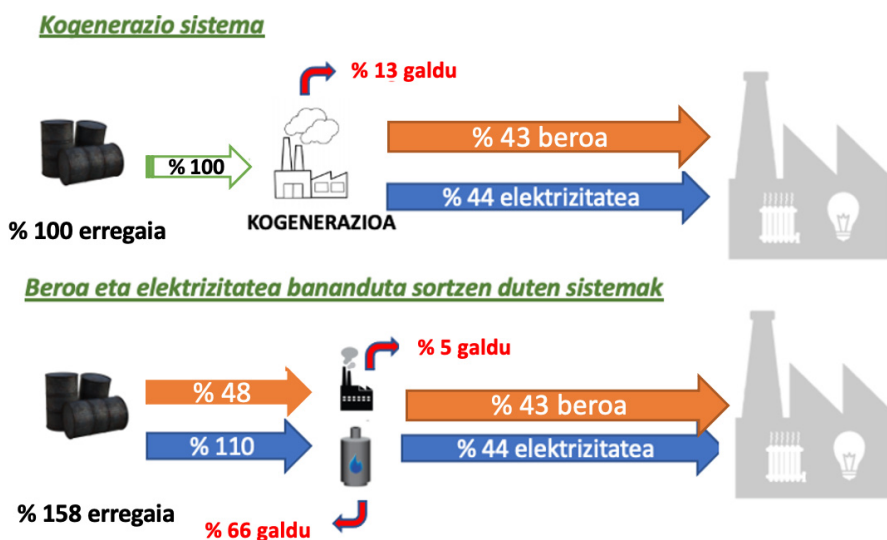 Kogenerazio sistema
% 13 galdu
% 43 beroa
% 100
% 44 elektrizitatea
KOGENERAZIOA
% 100 erregaia
Beroa eta elektrizitatea bananduta sortzen duten sistemak
% 5 galdu
% 48
% 43 beroa
% 110
% 44 elektrizitatea
% 158 erregaia
% 66 galdu